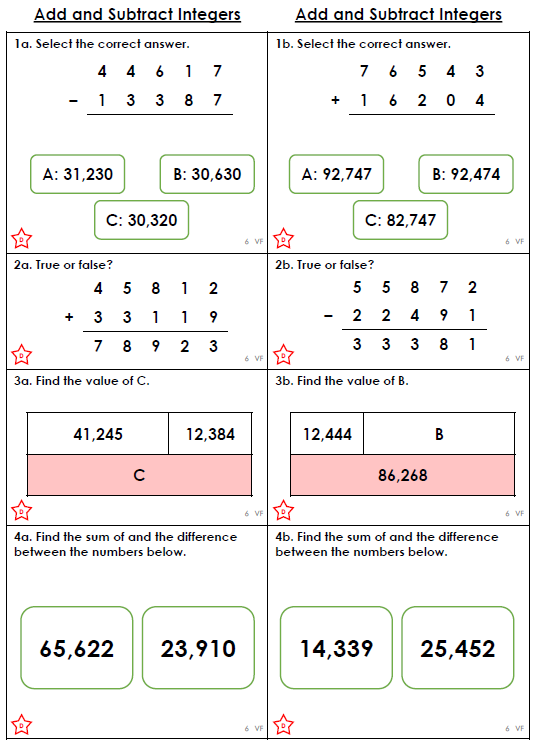 Add and Subtract Integers
Add and Subtract Integers
1a. Select the correct answer.
4 4 6 1 7
– 1 3 3 8 7
A: 31,230
B: 30,630
C: 30,320
D
6 VF
1b. Select the correct answer.
7 6 5 4 3
+ 1 6 2 0 4
A: 92,747
B: 92,474
C: 82,747
D
6 VF
2a. True or false?
4 5 8 1 2
+ 3 3 1 1 9
7 8 9 2 3
D
6 VF
2b. True or false?
5 5 8 7 2
– 2 2 4 9 1
3 3 3 8 1
D
6 VF
3a. Find the value of C.
41,245
12,384
C
D
6 VF
3b. Find the value of B.
12,444
B
86,268
D
6 VF
4a. Find the sum of and the difference
between the numbers below.
65,622
23,910
D
6 VF
4b. Find the sum of and the difference
between the numbers below.
14,339
25,452
D
6 VF